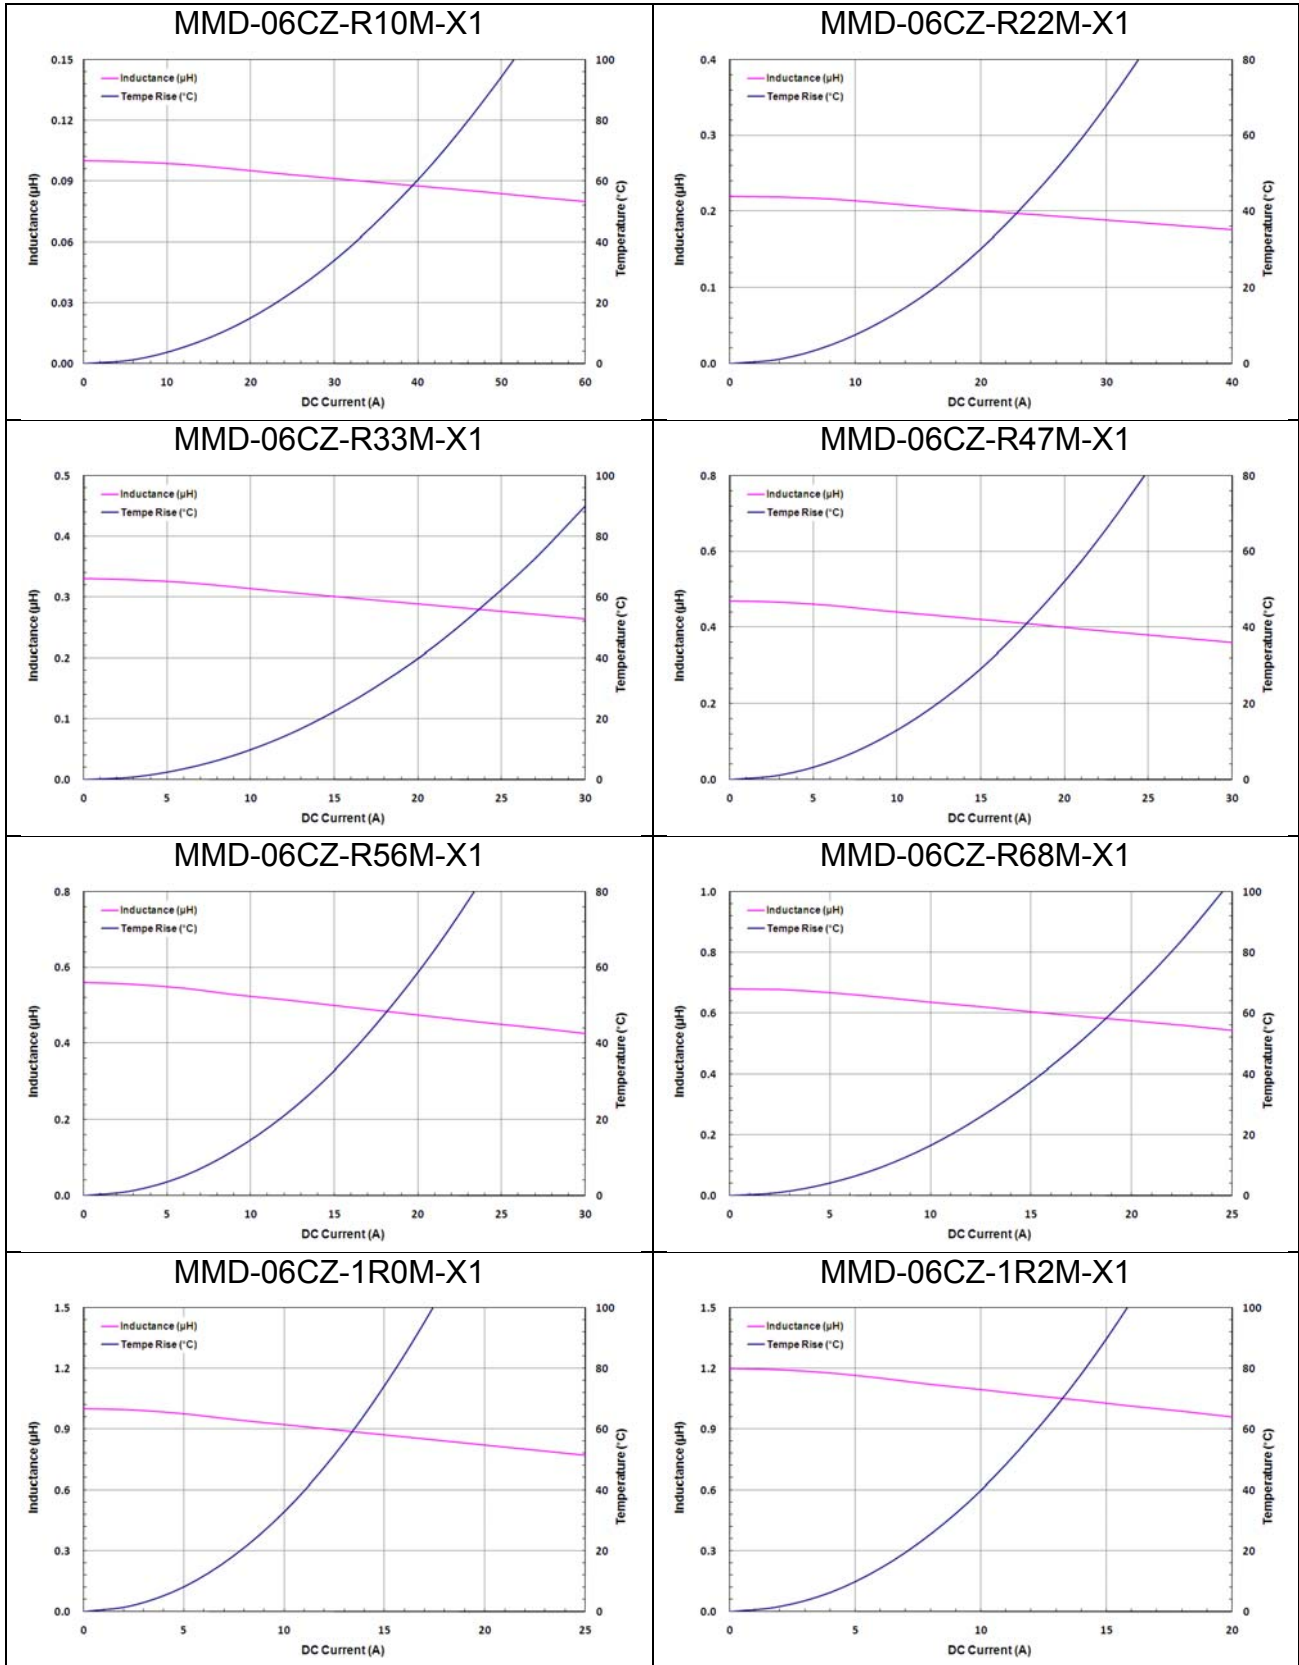 MMD-06CZ-R10M-X1
Inductance (µH)
Tempe Rise (°C)
0.15
0.12
0.09
0.06
0.03
0.00
100
80
60
40
20
0
0 10 20 30 40 50 60
Inductance (µH)
Temperature (°C)
DC Current (A)
MMD-06CZ-R22M-X1
Inductance (µH)
Tempe Rise (°C)
0.4
0.3
0.2
0.1
0.0
80
60
40
20
0
0 10 20 30 40
Inductance (µH)
Temperature (°C)
DC Current (A)
MMD-06CZ-R33M-X1
Inductance (µH)
Tempe Rise (°C)
0.5
0.4
0.3
0.2
0.1
0.0
100
80
60
40
20
0
0 5 10 15 20 25 30
Inductance (µH)
Temperature (°C)
DC Current (A)
MMD-06CZ-R47M-X1
Inductance (µH)
Tempe Rise (°C)
0.8
0.6
0.4
0.2
0.0
80
60
40
20
0
0 5 10 15 20 25 30
Inductance (µH)
Temperature (°C)
DC Current (A)
MMD-06CZ-R56M-X1
Inductance (µH)
Tempe Rise (°C)
0.8
0.6
0.4
0.2
0.0
80
60
40
20
0
0 5 10 15 20 25 30
Inductance (µH)
Temperature (°C)
DC Current (A)
MMD-06CZ-R68M-X1
Inductance (µH)
Tempe Rise (°C)
1.0
0.8
0.6
0.4
0.2
0.0
100
80
60
40
20
0
0 5 10 15 20 25
Inductance (µH)
Temperature (°C)
DC Current (A)
MMD-06CZ-1R0M-X1
Inductance (µH)
Tempe Rise (°C)
1.5
1.2
0.9
0.6
0.3
0.0
100
80
60
40
20
0
0 5 10 15 20 25
Inductance (µH)
Temperature (°C)
DC Current (A)
MMD-06CZ-1R2M-X1
Inductance (µH)
Tempe Rise (°C)
1.5
1.2
0.9
0.6
0.3
0.0
100
80
60
40
20
0
0 5 10 15 20
Inductance (µH)
Temperature (°C)
DC Current (A)